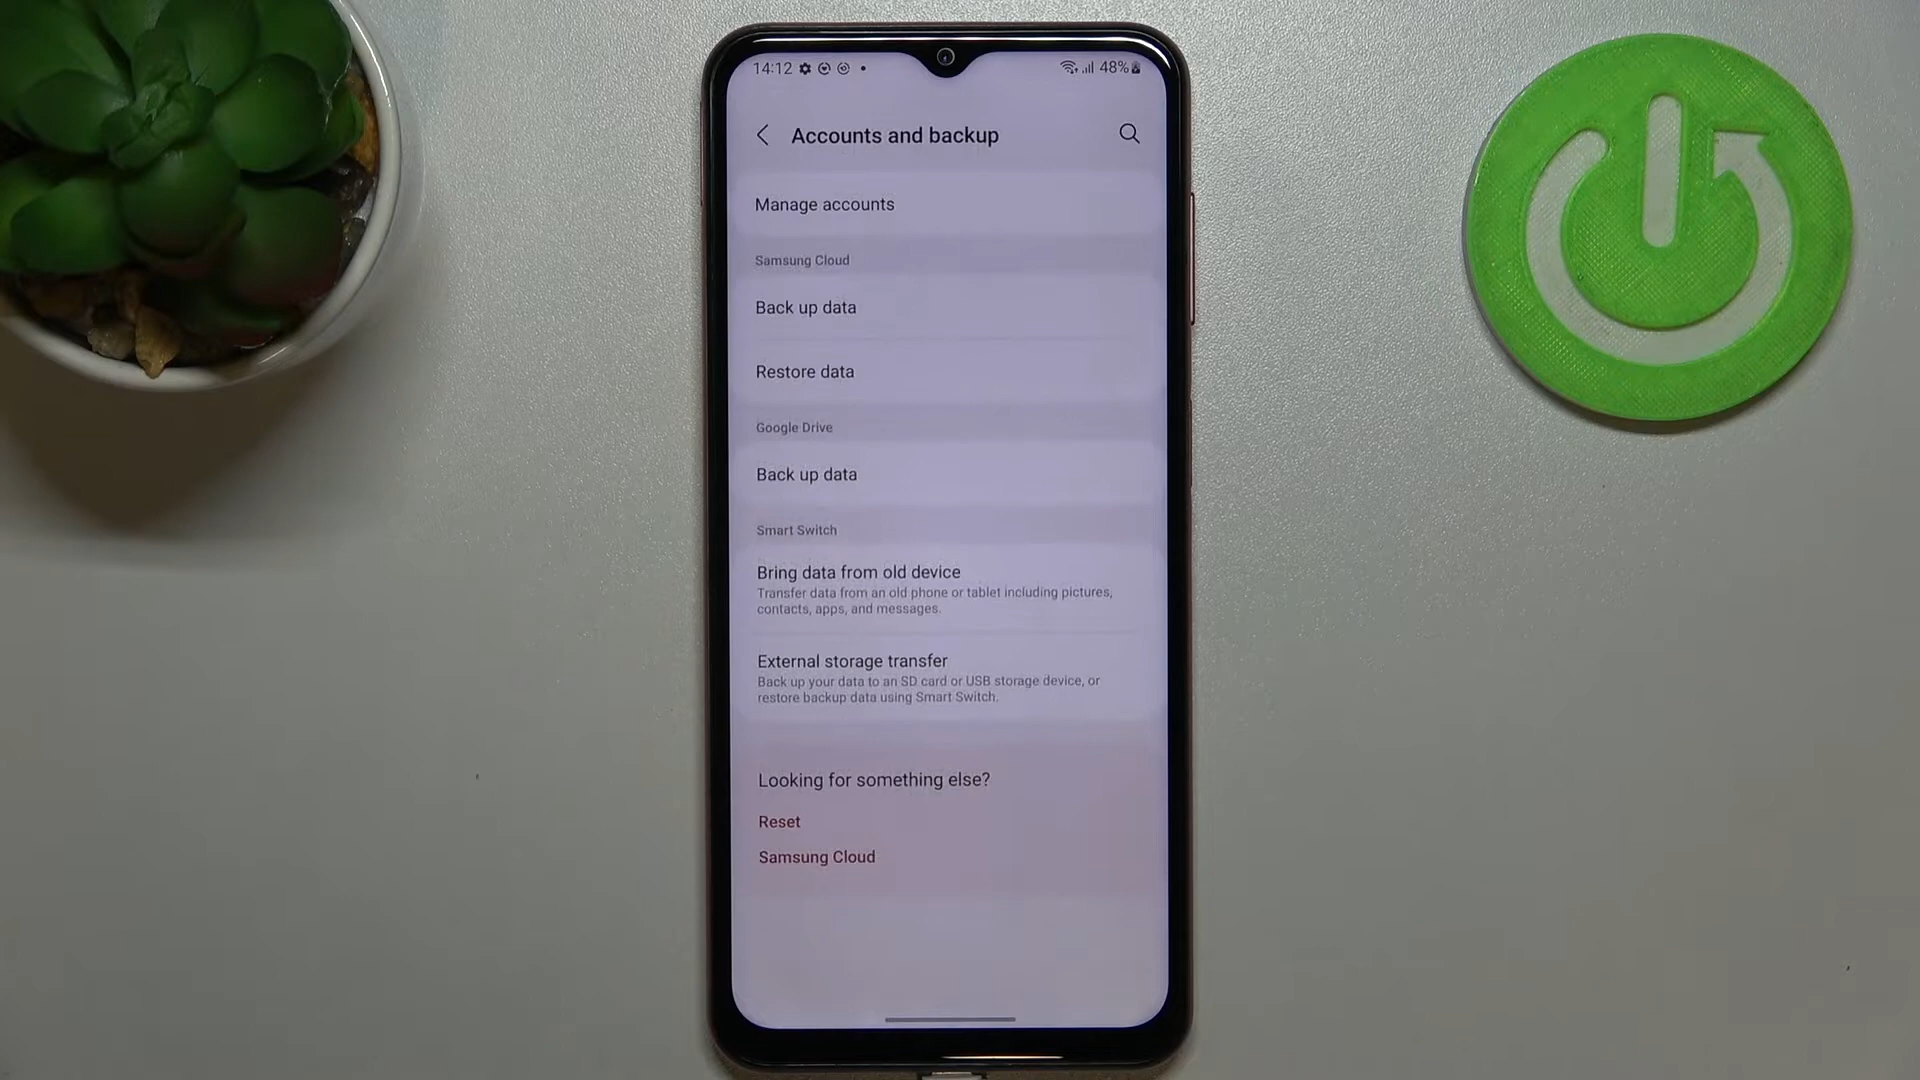 14:12
48%
Accounts and backup
Manage accounts
Samsung Cloud
Back up data
Restore data
Google Drive
Back up data
Smart Switch
Bring data from old device
Transfer data from an old phone or tablet including pictures,
contacts, apps, and messages.
External storage transfer
Back up your data to an SD card or USB storage device, or
restore backup data using Smart Switch.
Looking for something else?
Reset
Samsung Cloud